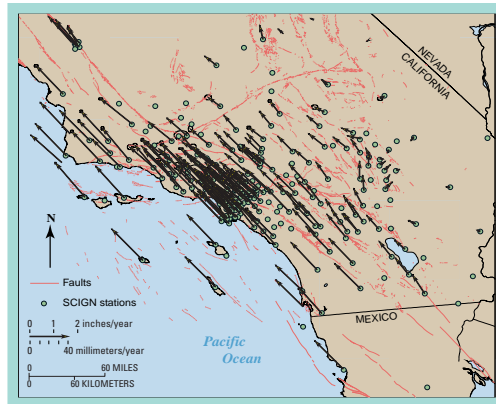 NEVADA
CALIFORNIA
N
Faults
SCIGN stations
0 1 2 inches/year
0 40 millimeters/year
0 60 MILES
0 60 KILOMETERS
MEXICO
Pacific
Ocean